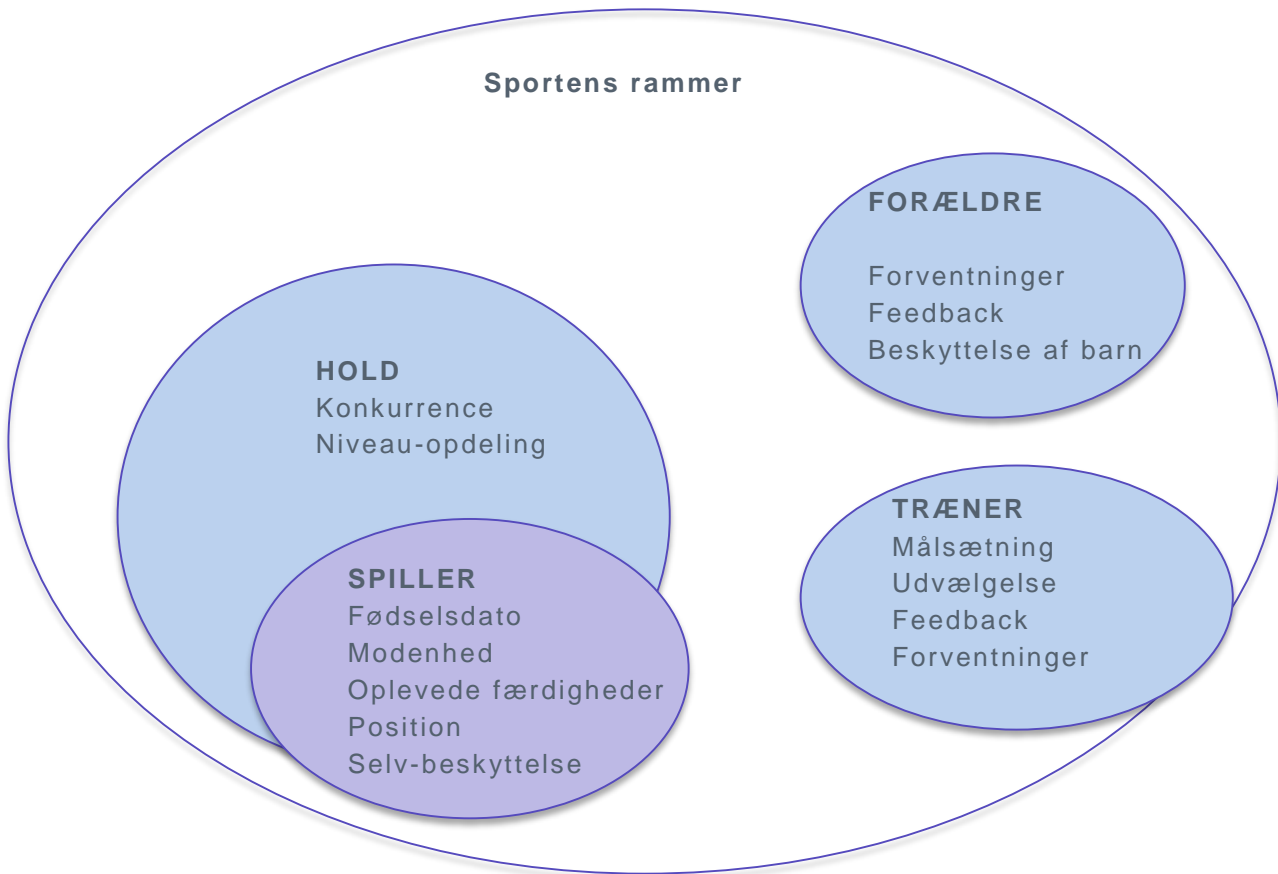 Sportens rammer
FORÆLDRE
Forventninger
Feedback
Beskyttelse af barn
HOLD
Konkurrence
Niveau-opdeling
TRÆNER
Målsætning
Udvælgelse
Feedback
Forventninger
SPILLER
Fødselsdato
Modenhed
Oplevede færdigheder
Position
Selv-beskyttelse